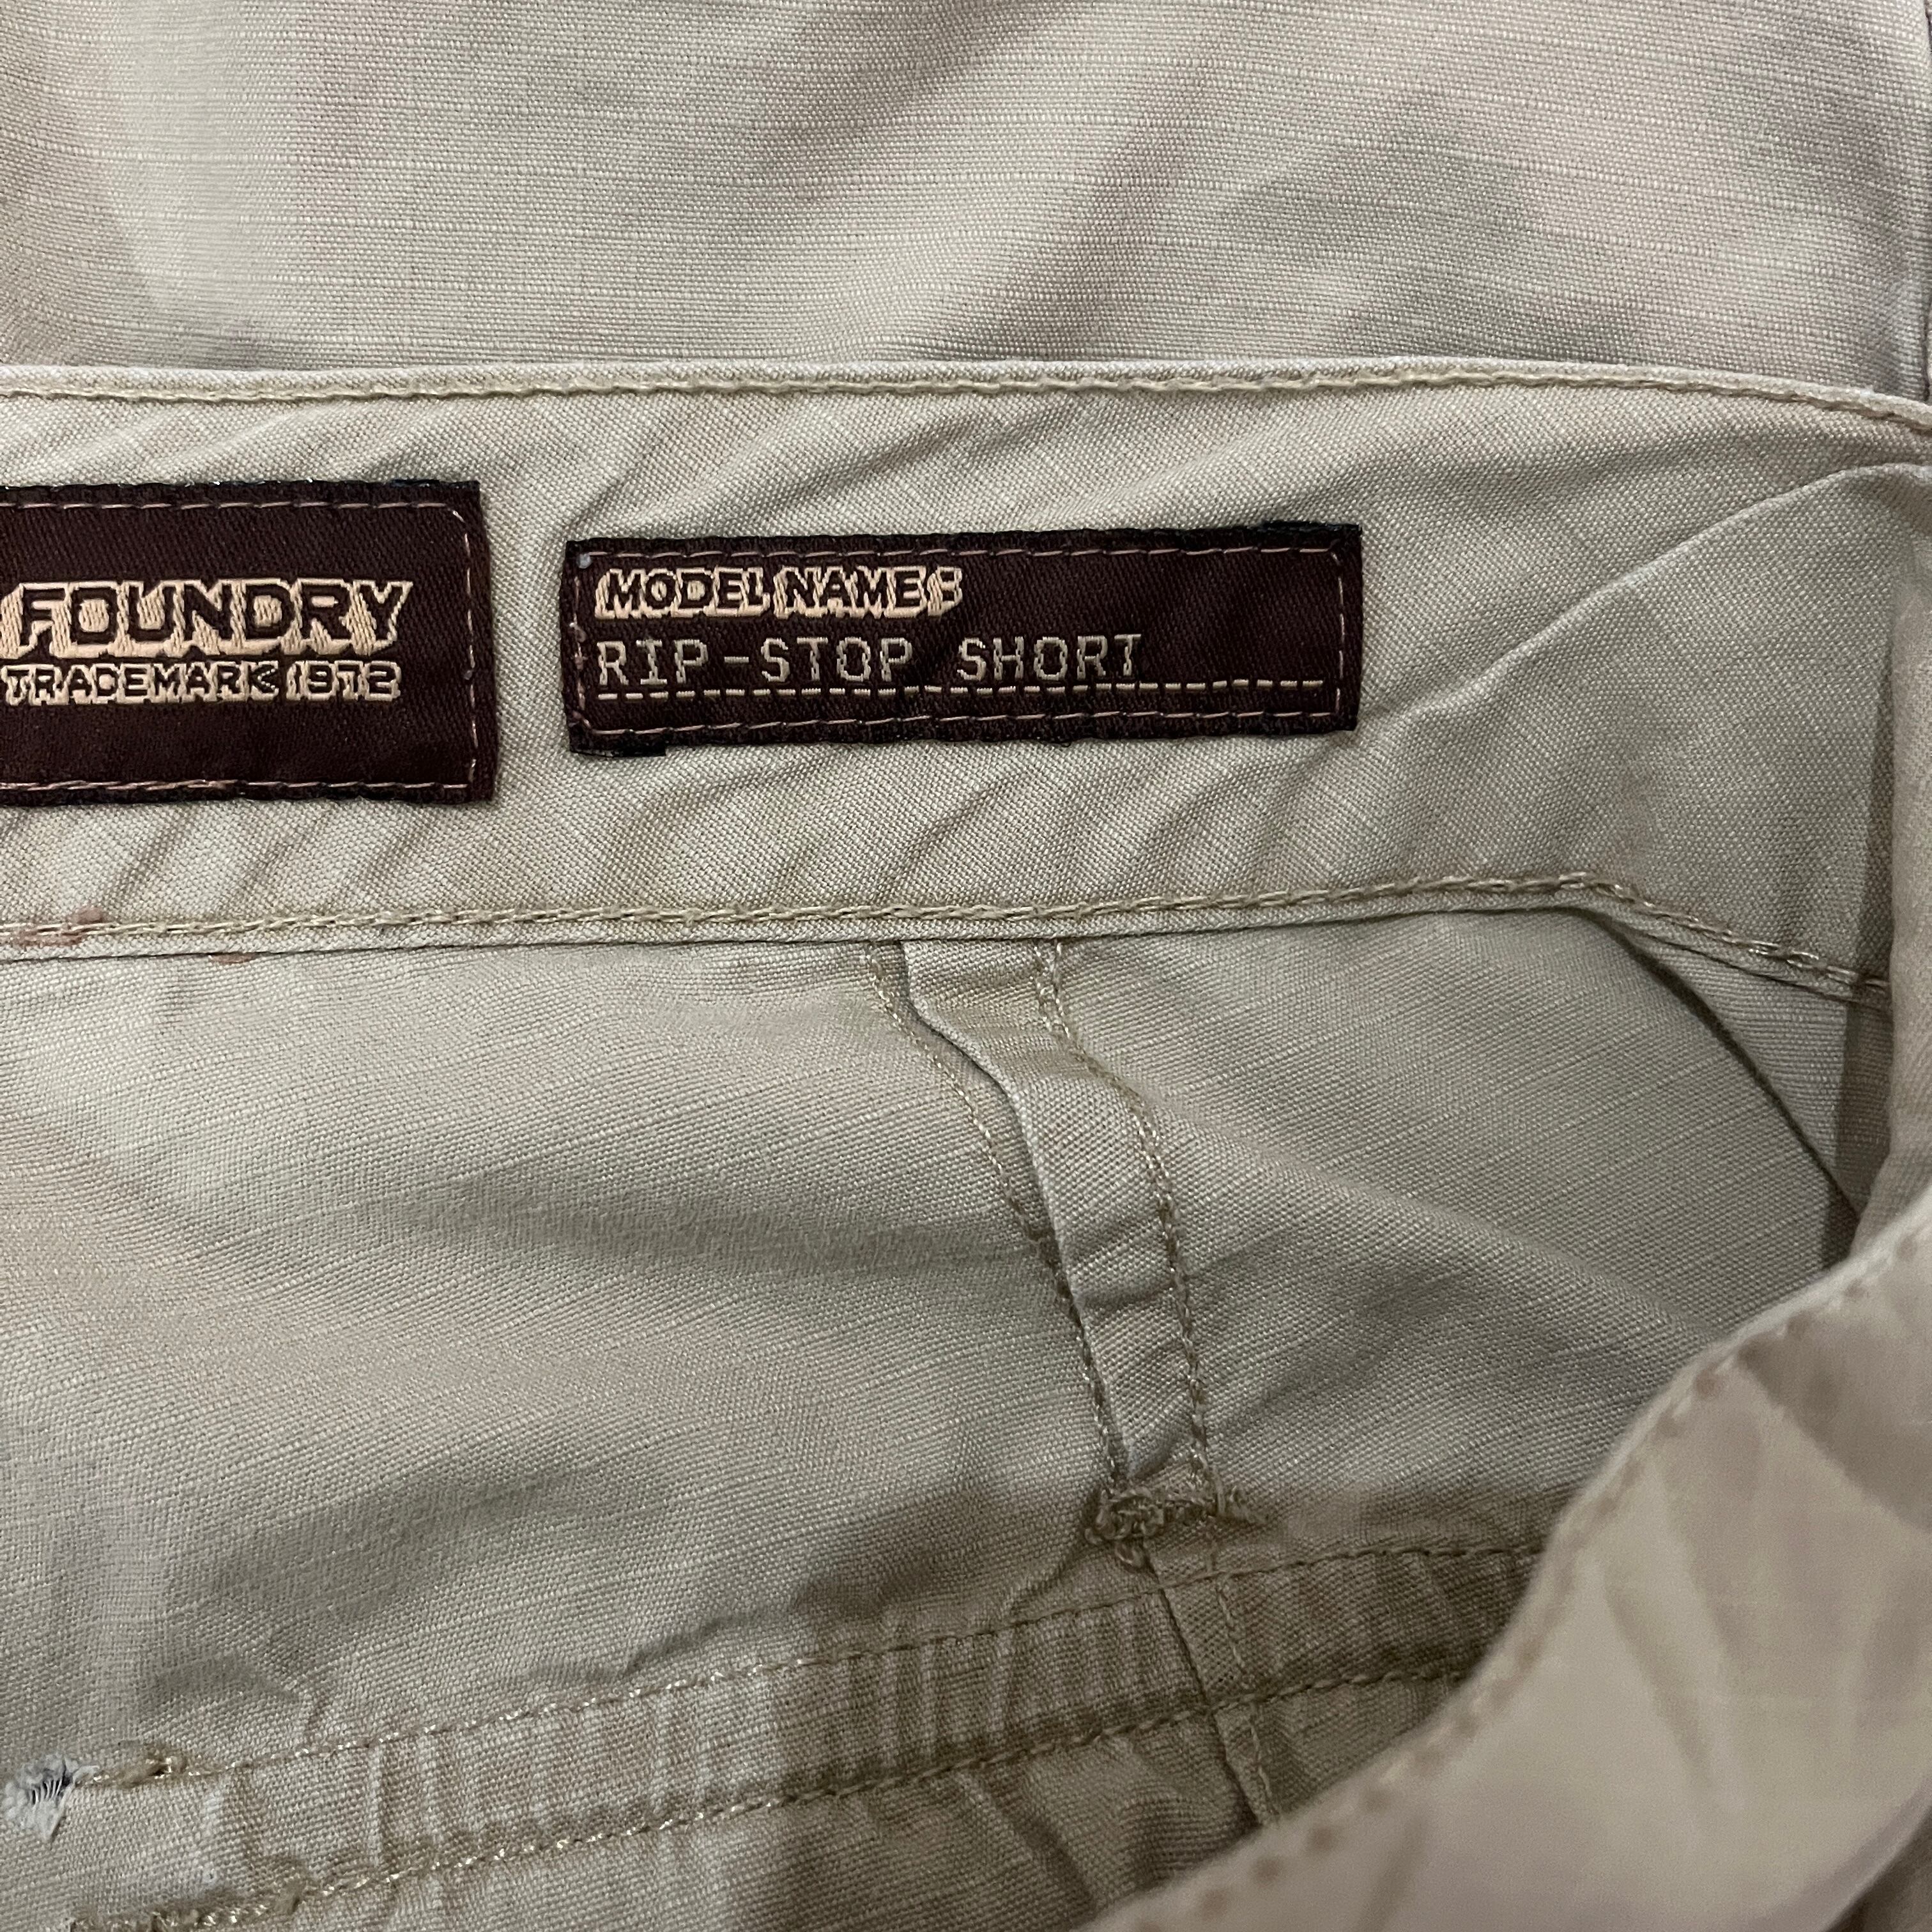 FOUNDRY
TRADEMARK 1972
MODEL NAME:
RIP-STOP SHORT